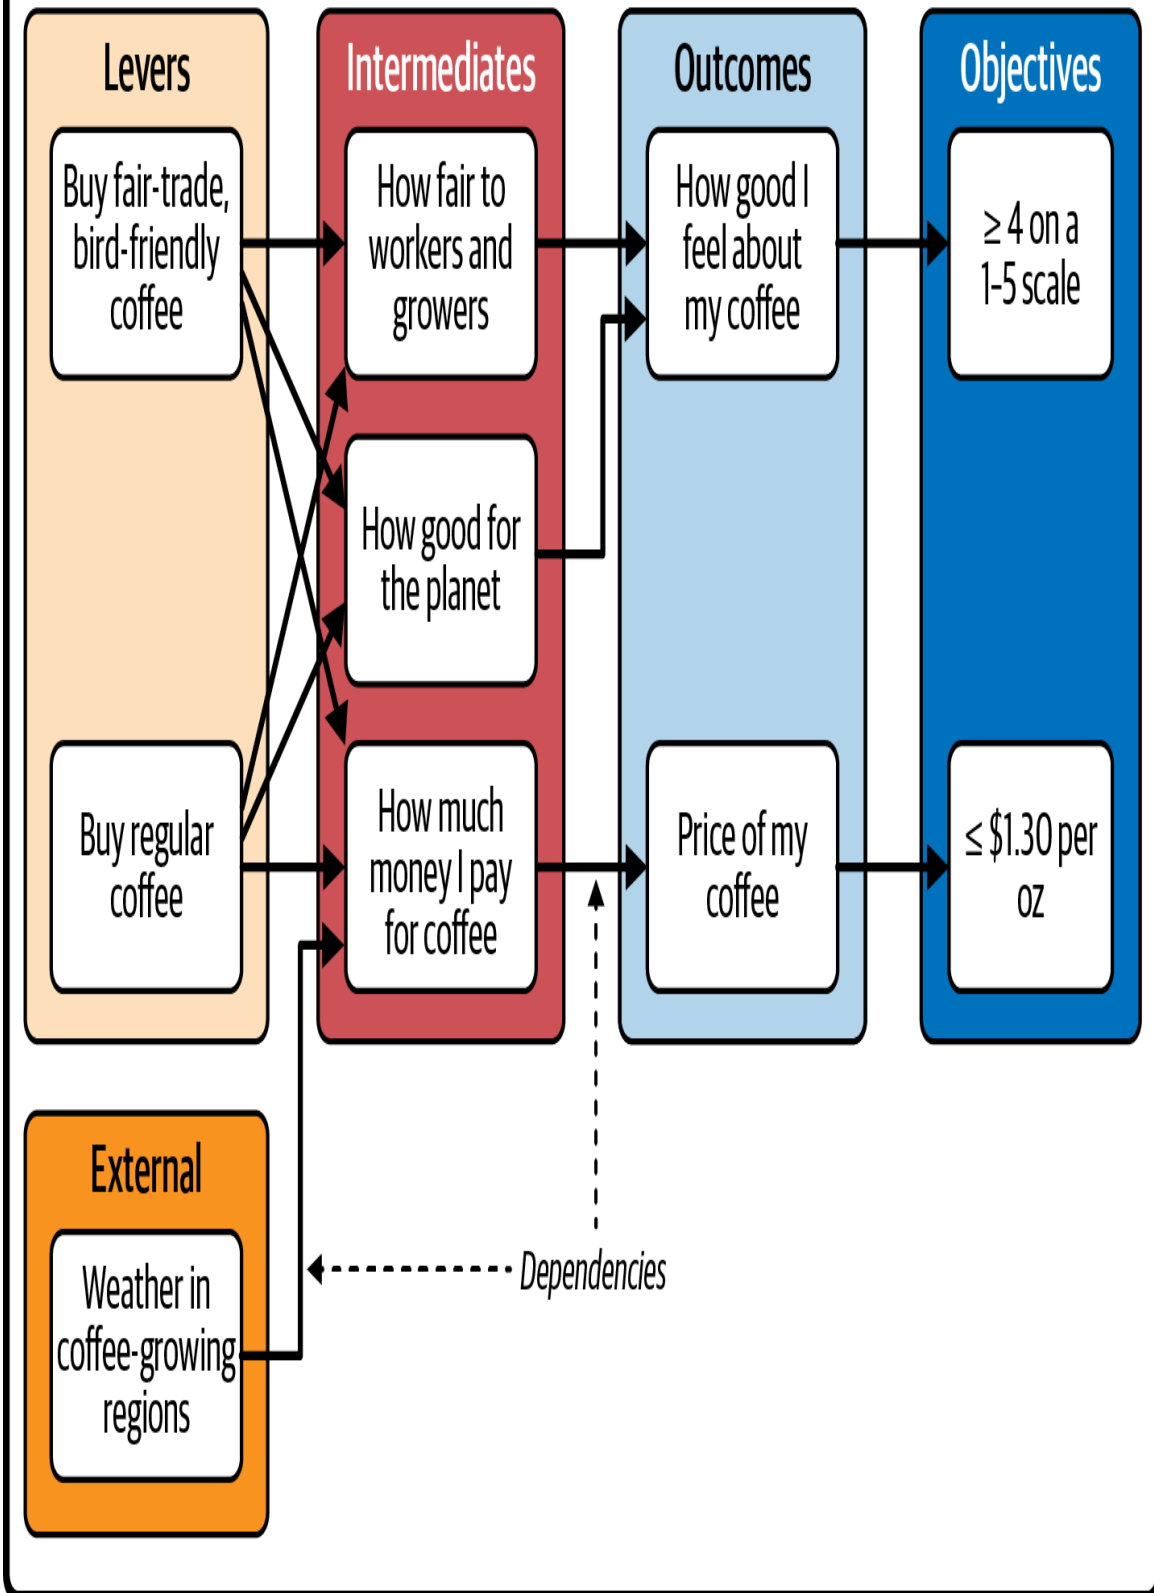 Levers
Buy fair-trade,
bird-friendly
coffee
Buy regular
coffee
Intermediates
How fair to
workers and
growers
How good for
the planet
How much
money I pay
for coffee
Outcomes
How good I
feel about
my coffee
Price of my
coffee
Objectives
≥ 4 on a
1–5 scale
≤ $1.30 per
oz
External
Weather in
coffee-growing
regions
Dependencies